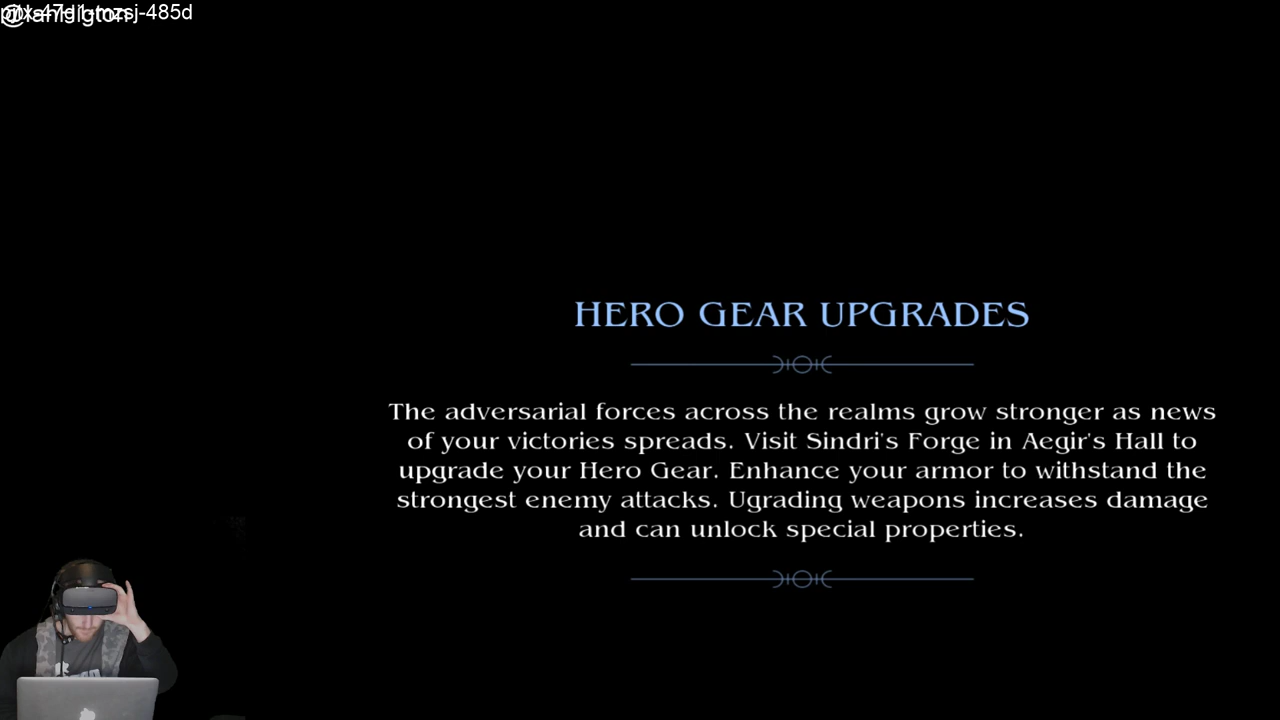 HERO GEAR UPGRADES
The adversarial forces across the realms grow stronger as news
of your victories spreads. Visit Sindri's Forge in Aegir's Hall to
upgrade your Hero Gear. Enhance your armor to withstand the
strongest enemy attacks. Ugrading weapons increases damage
and can unlock special properties.